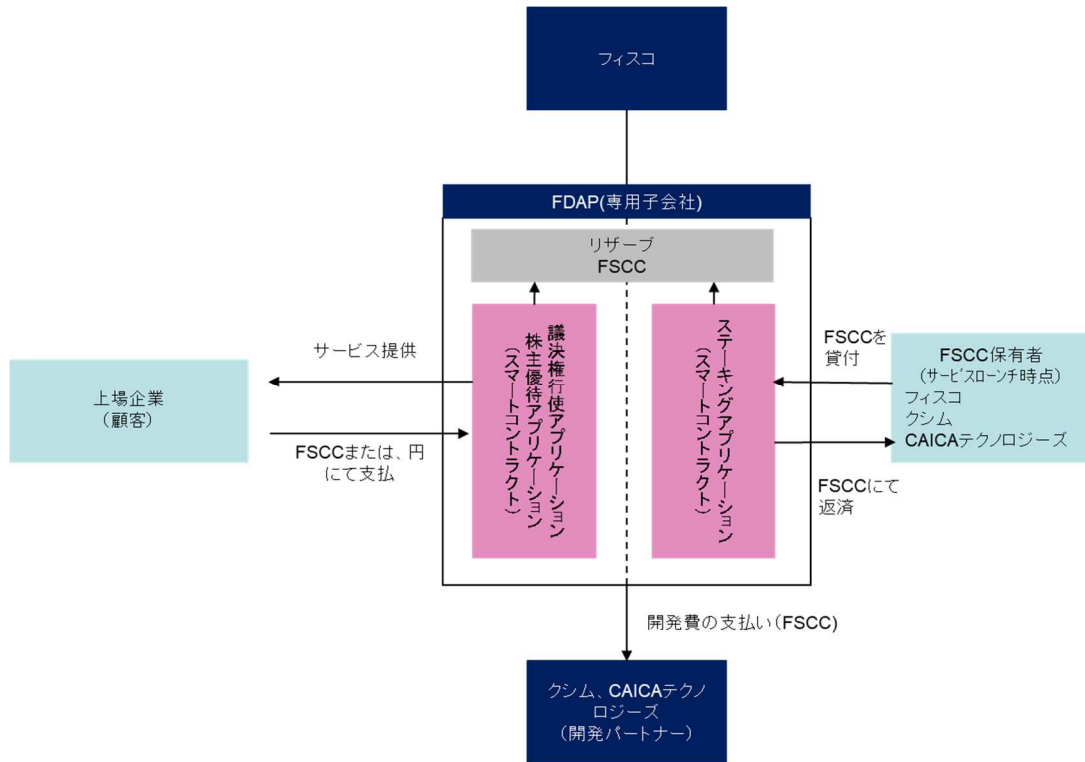 フィスコ
FDAP(専用子会社)
リザーブ
FSCC
議決権行使アプリケーション
株主優待アプリケーション
(スマートコントラクト)
ステーキングアプリケーション
(スマートコントラクト)
サービス提供
上場企業
(顧客)
FSCCまたは、円
にて支払
FSCCを
貸付
FSCC保有者
(サービスローンチ時点)
フィスコ
クシム
CAICAテクノロジーズ
FSCCにて
返済
開発費の支払い(FSCC)
クシム、CAICAテクノ
ロジーズ
(開発パートナー)